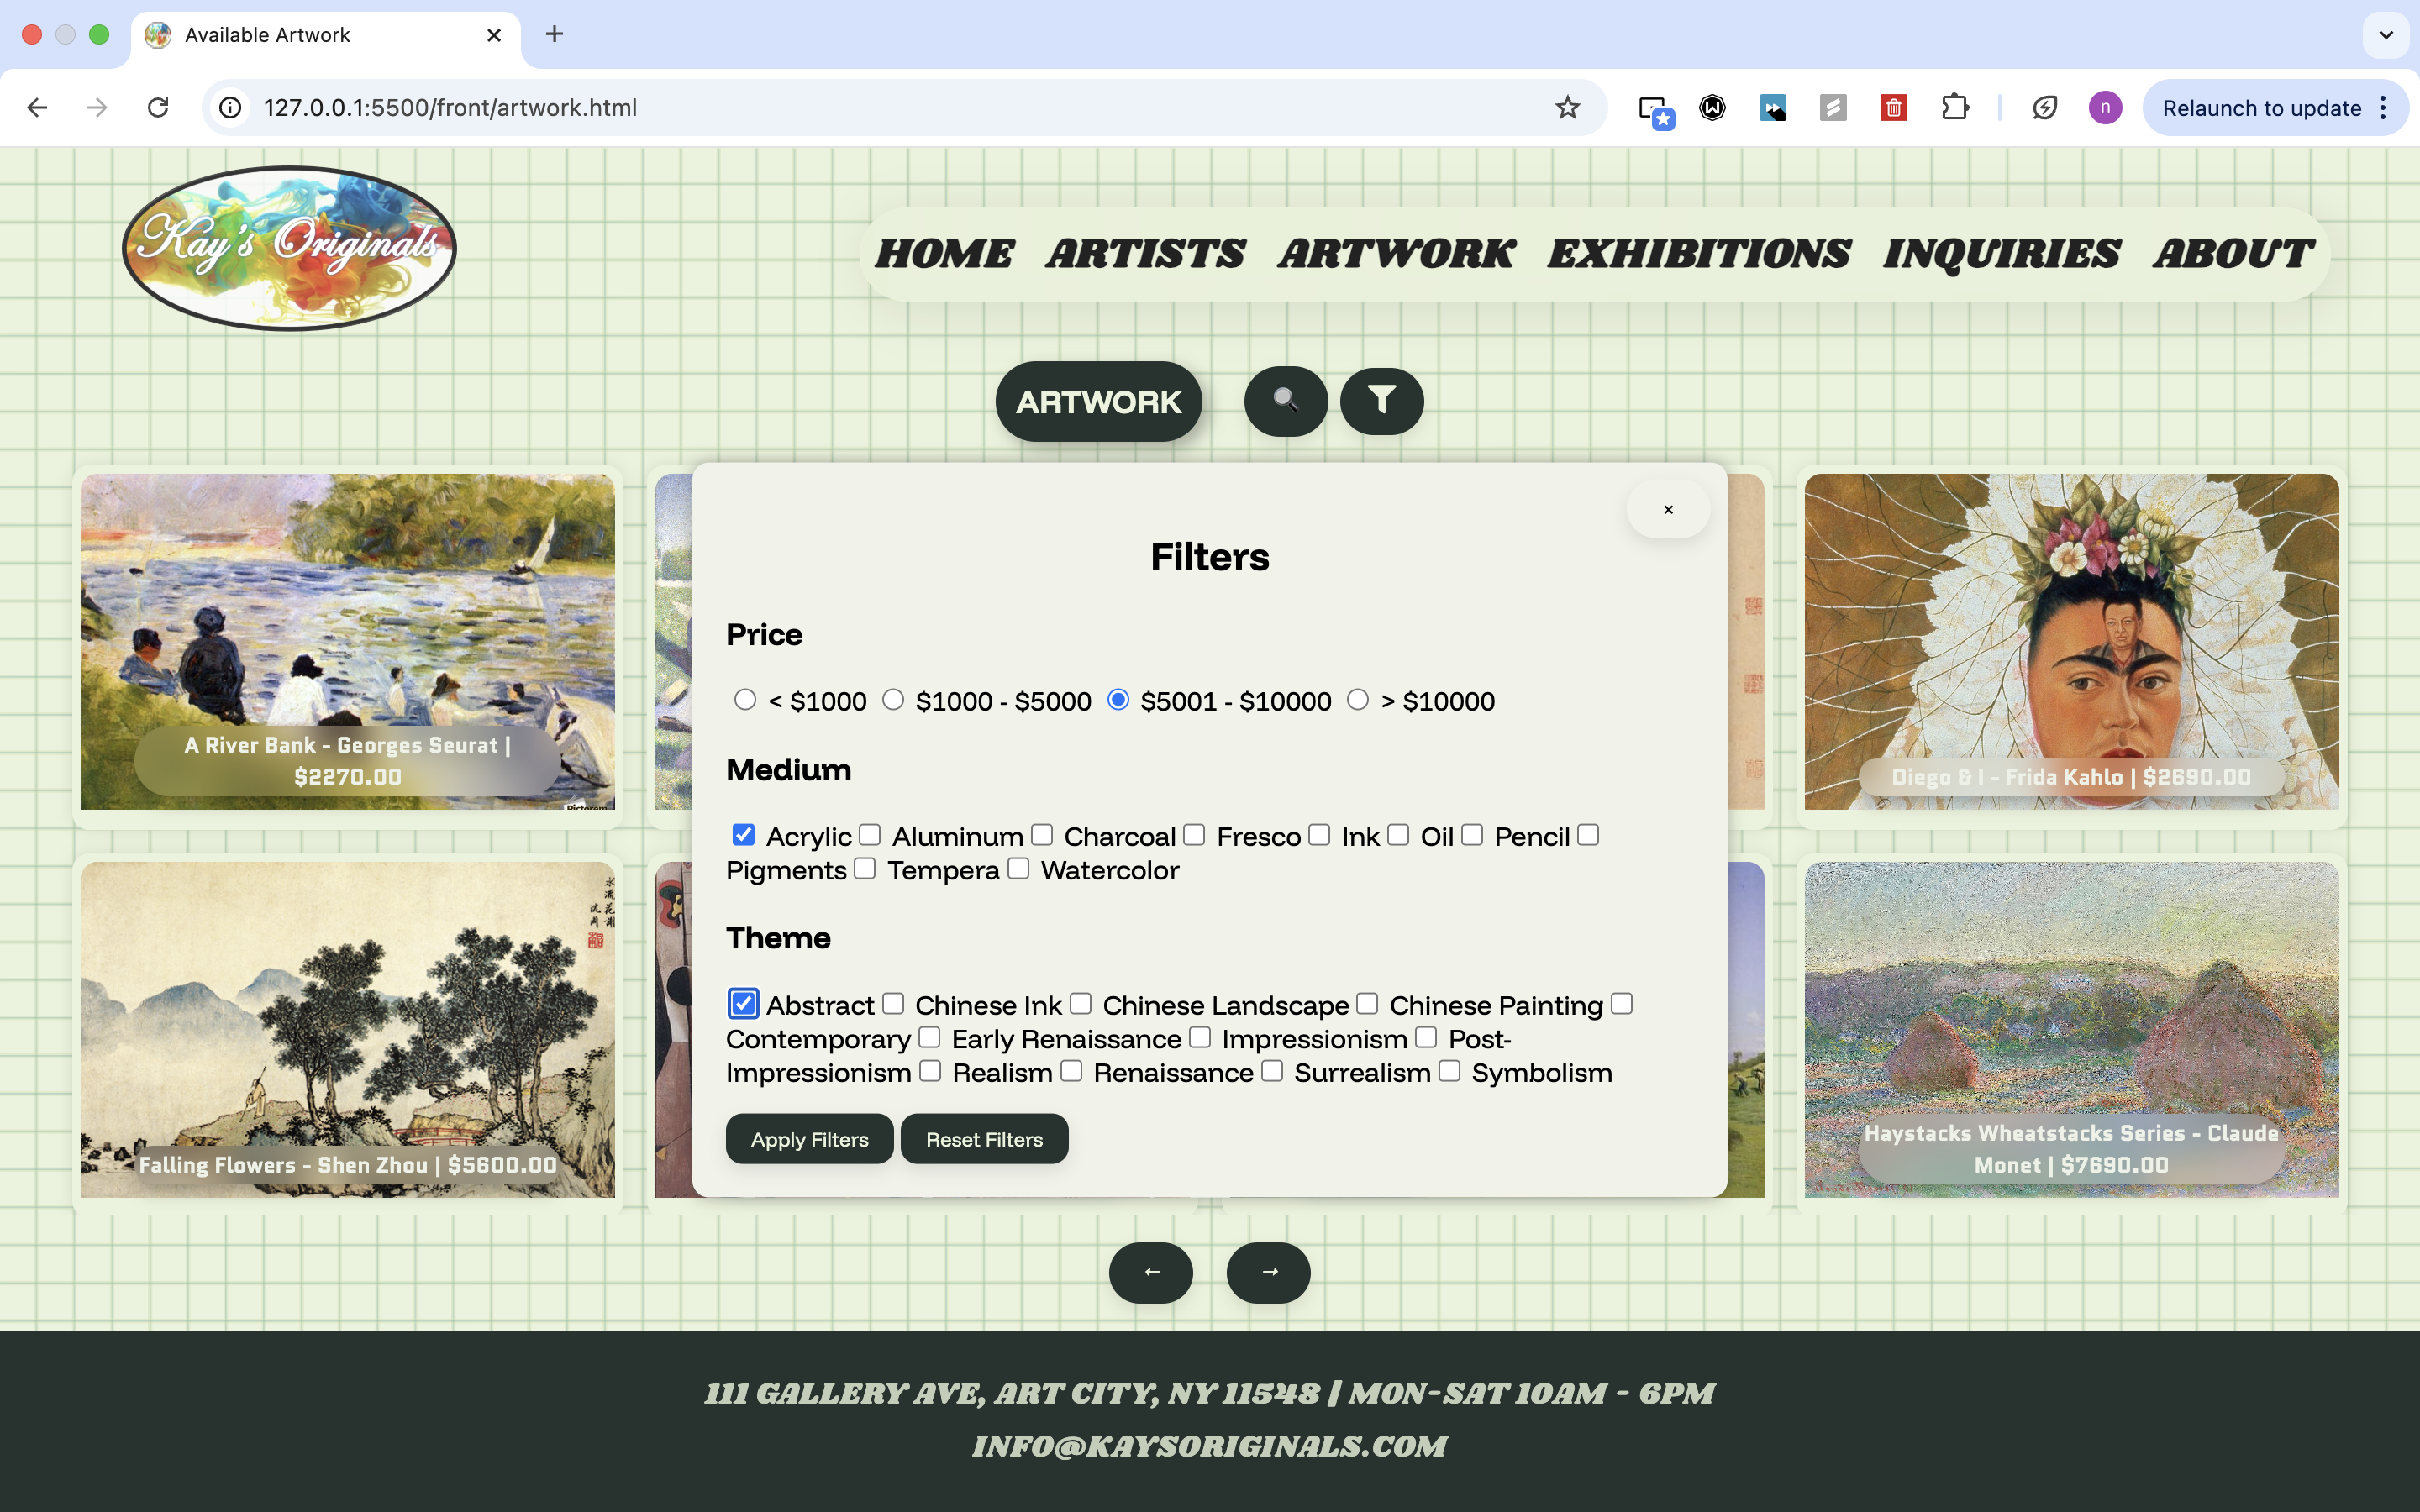 Available Artwork
127.0.0.1:5500/front/artwork.html
n
Relaunch to update
Kay's Originals
HOME ARTISTS ARTWORK EXHIBITIONS INQUIRIES ABOUT
ARTWORK
×
Filters
Price
< $1000 $1000 - $5000 $5001 - $10000 > $10000
Medium
Acrylic Aluminum Charcoal Fresco Ink Oil Pencil
Pigments Tempera Watercolor
Theme
Abstract Chinese Ink Chinese Landscape Chinese Painting
Contemporary Early Renaissance Impressionism Post-
Impressionism Realism Renaissance Surrealism Symbolism
Apply Filters Reset Filters
A River Bank - Georges Seurat |
$2270.00
Diego & I - Frida Kahlo | $2690.00
Falling Flowers - Shen Zhou | $5600.00
Haystacks Wheatstacks Series - Claude
Monet | $7690.00
← →
111 GALLERY AVE, ART CITY, NY 11548 | MON-SAT 10AM - 6PM
INFO@KAYSORIGINALS.COM